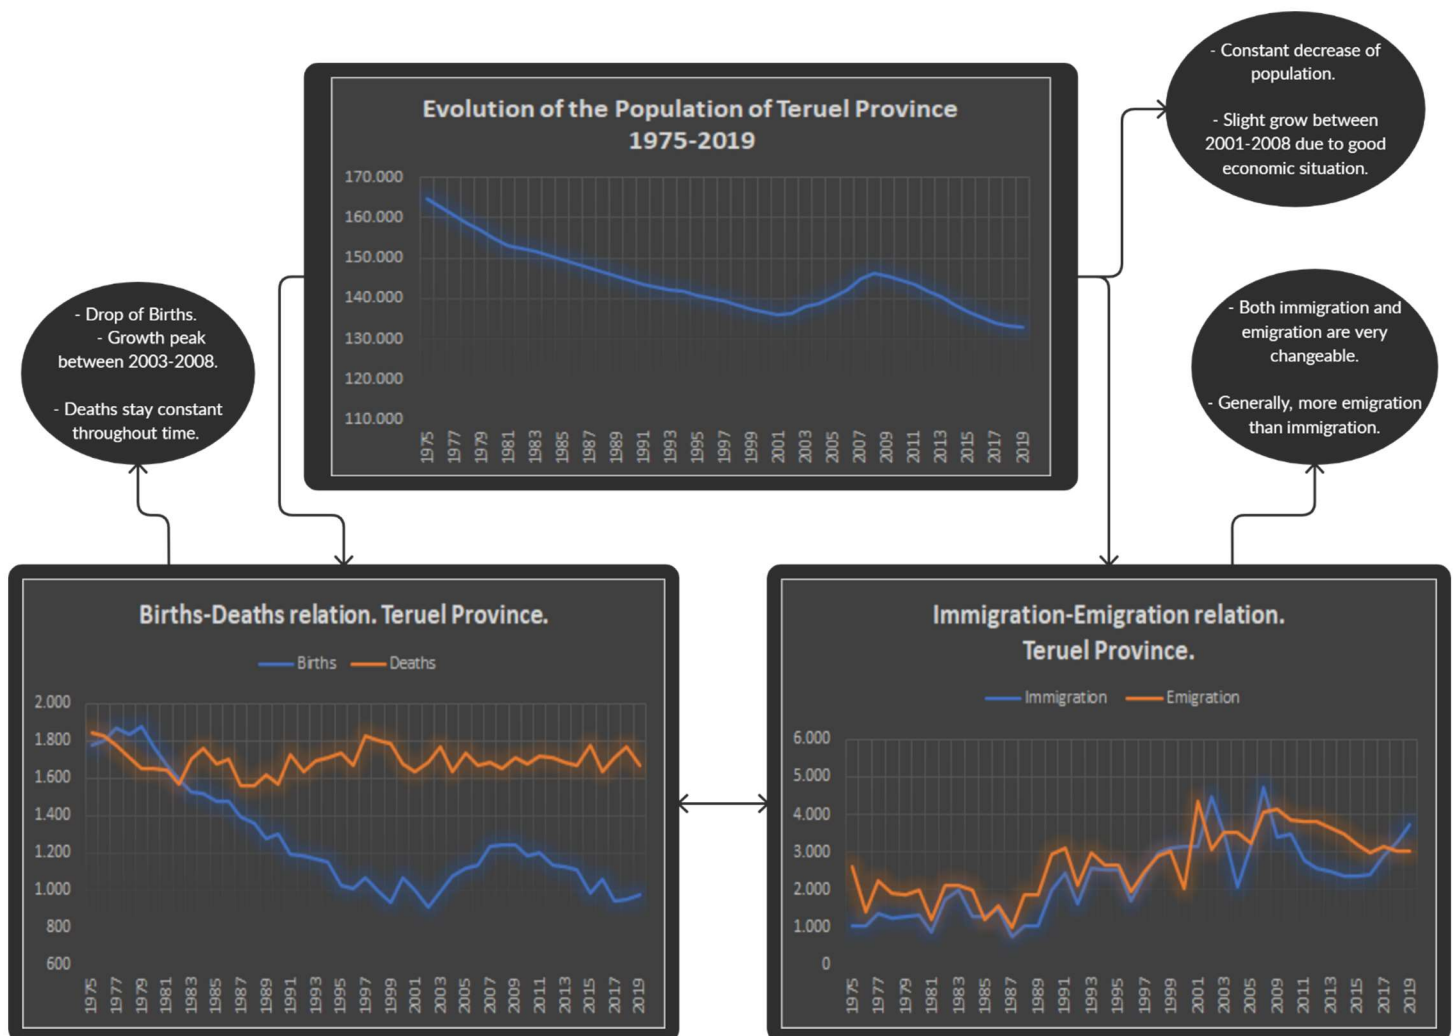 Evolution of the Population of Teruel Province
1975-2019
170.000
160.000
150.000
140.000
130.000
120.000
110.000
1975 1977 1979 1981 1983 1985 1987 1989 1991 1993 1995 1997 1999 2001 2003 2005 2007 2009 2011 2013 2015 2017 2019
- Constant decrease of
population.
- Slight grow between
2001-2008 due to good
economic situation.
- Drop of Births.
- Growth peak
between 2003-2008.
- Deaths stay constant
throughout time.
- Both immigration and
emigration are very
changeable.
- Generally, more emigration
than immigration.
Births-Deaths relation. Teruel Province.
Births Deaths
2.000
1.800
1.600
1.400
1.200
1.000
800
600
1975 1977 1979 1981 1983 1985 1987 1989 1991 1993 1995 1997 1999 2001 2003 2005 2007 2009 2011 2013 2015 2017 2019
Immigration-Emigration relation.
Teruel Province.
Immigration Emigration
6.000
5.000
4.000
3.000
2.000
1.000
0
1975 1977 1979 1981 1983 1985 1987 1989 1991 1993 1995 1997 1999 2001 2003 2005 2009 2011 2013 2015 2017 2019